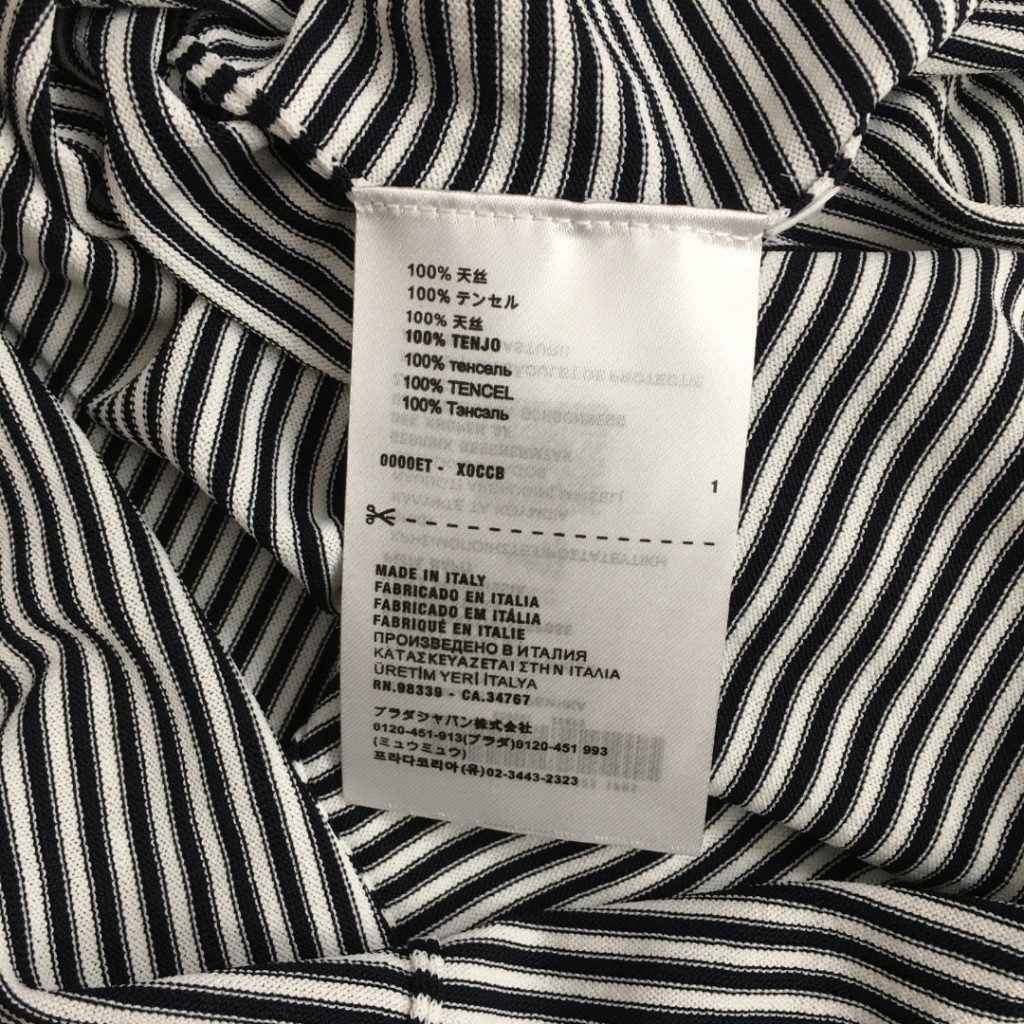 100% 天丝
100% テンセル
100% 天丝
100% TENJO
100% тенсель
100% TENCEL
100% Тэнсаль
0000ET - X0CCB
1
MADE IN ITALY
FABRICADO EN ITALIA
FABRICADO EM ITÁLIA
FABRIQUÉ EN ITALIE
ПРОИЗВЕДЕНО В ИТАЛИЯ
ΚΑΤΑΣΚΕΥΑΖΕΤΑΙ ΣΤΗΝ ΙΤΑΛΙΑ
ÜRETİM YERİ İTALYA
RN.98339 - CA.34767
プラダジャパン株式会社
0120-451-913(プラダ)0120-451 993
(ミュウミュウ)
프라다코리아(유)02-3443-2323